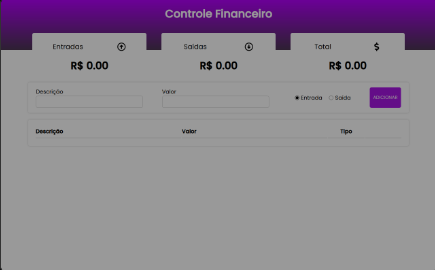 Controle Financeiro
Entradas Saídas Total
R$ 0.00 R$ 0.00 R$ 0.00
Descrição Valor
Entrada Saída ADICIONAR
Descrição Valor Tipo